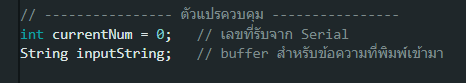 // --------------- ตัวแปรควบคุม ---------------
int currentNum = 0;   // เลขที่รับจาก Serial
String inputString;   // buffer สำหรับข้อความที่พิมพ์เข้ามา